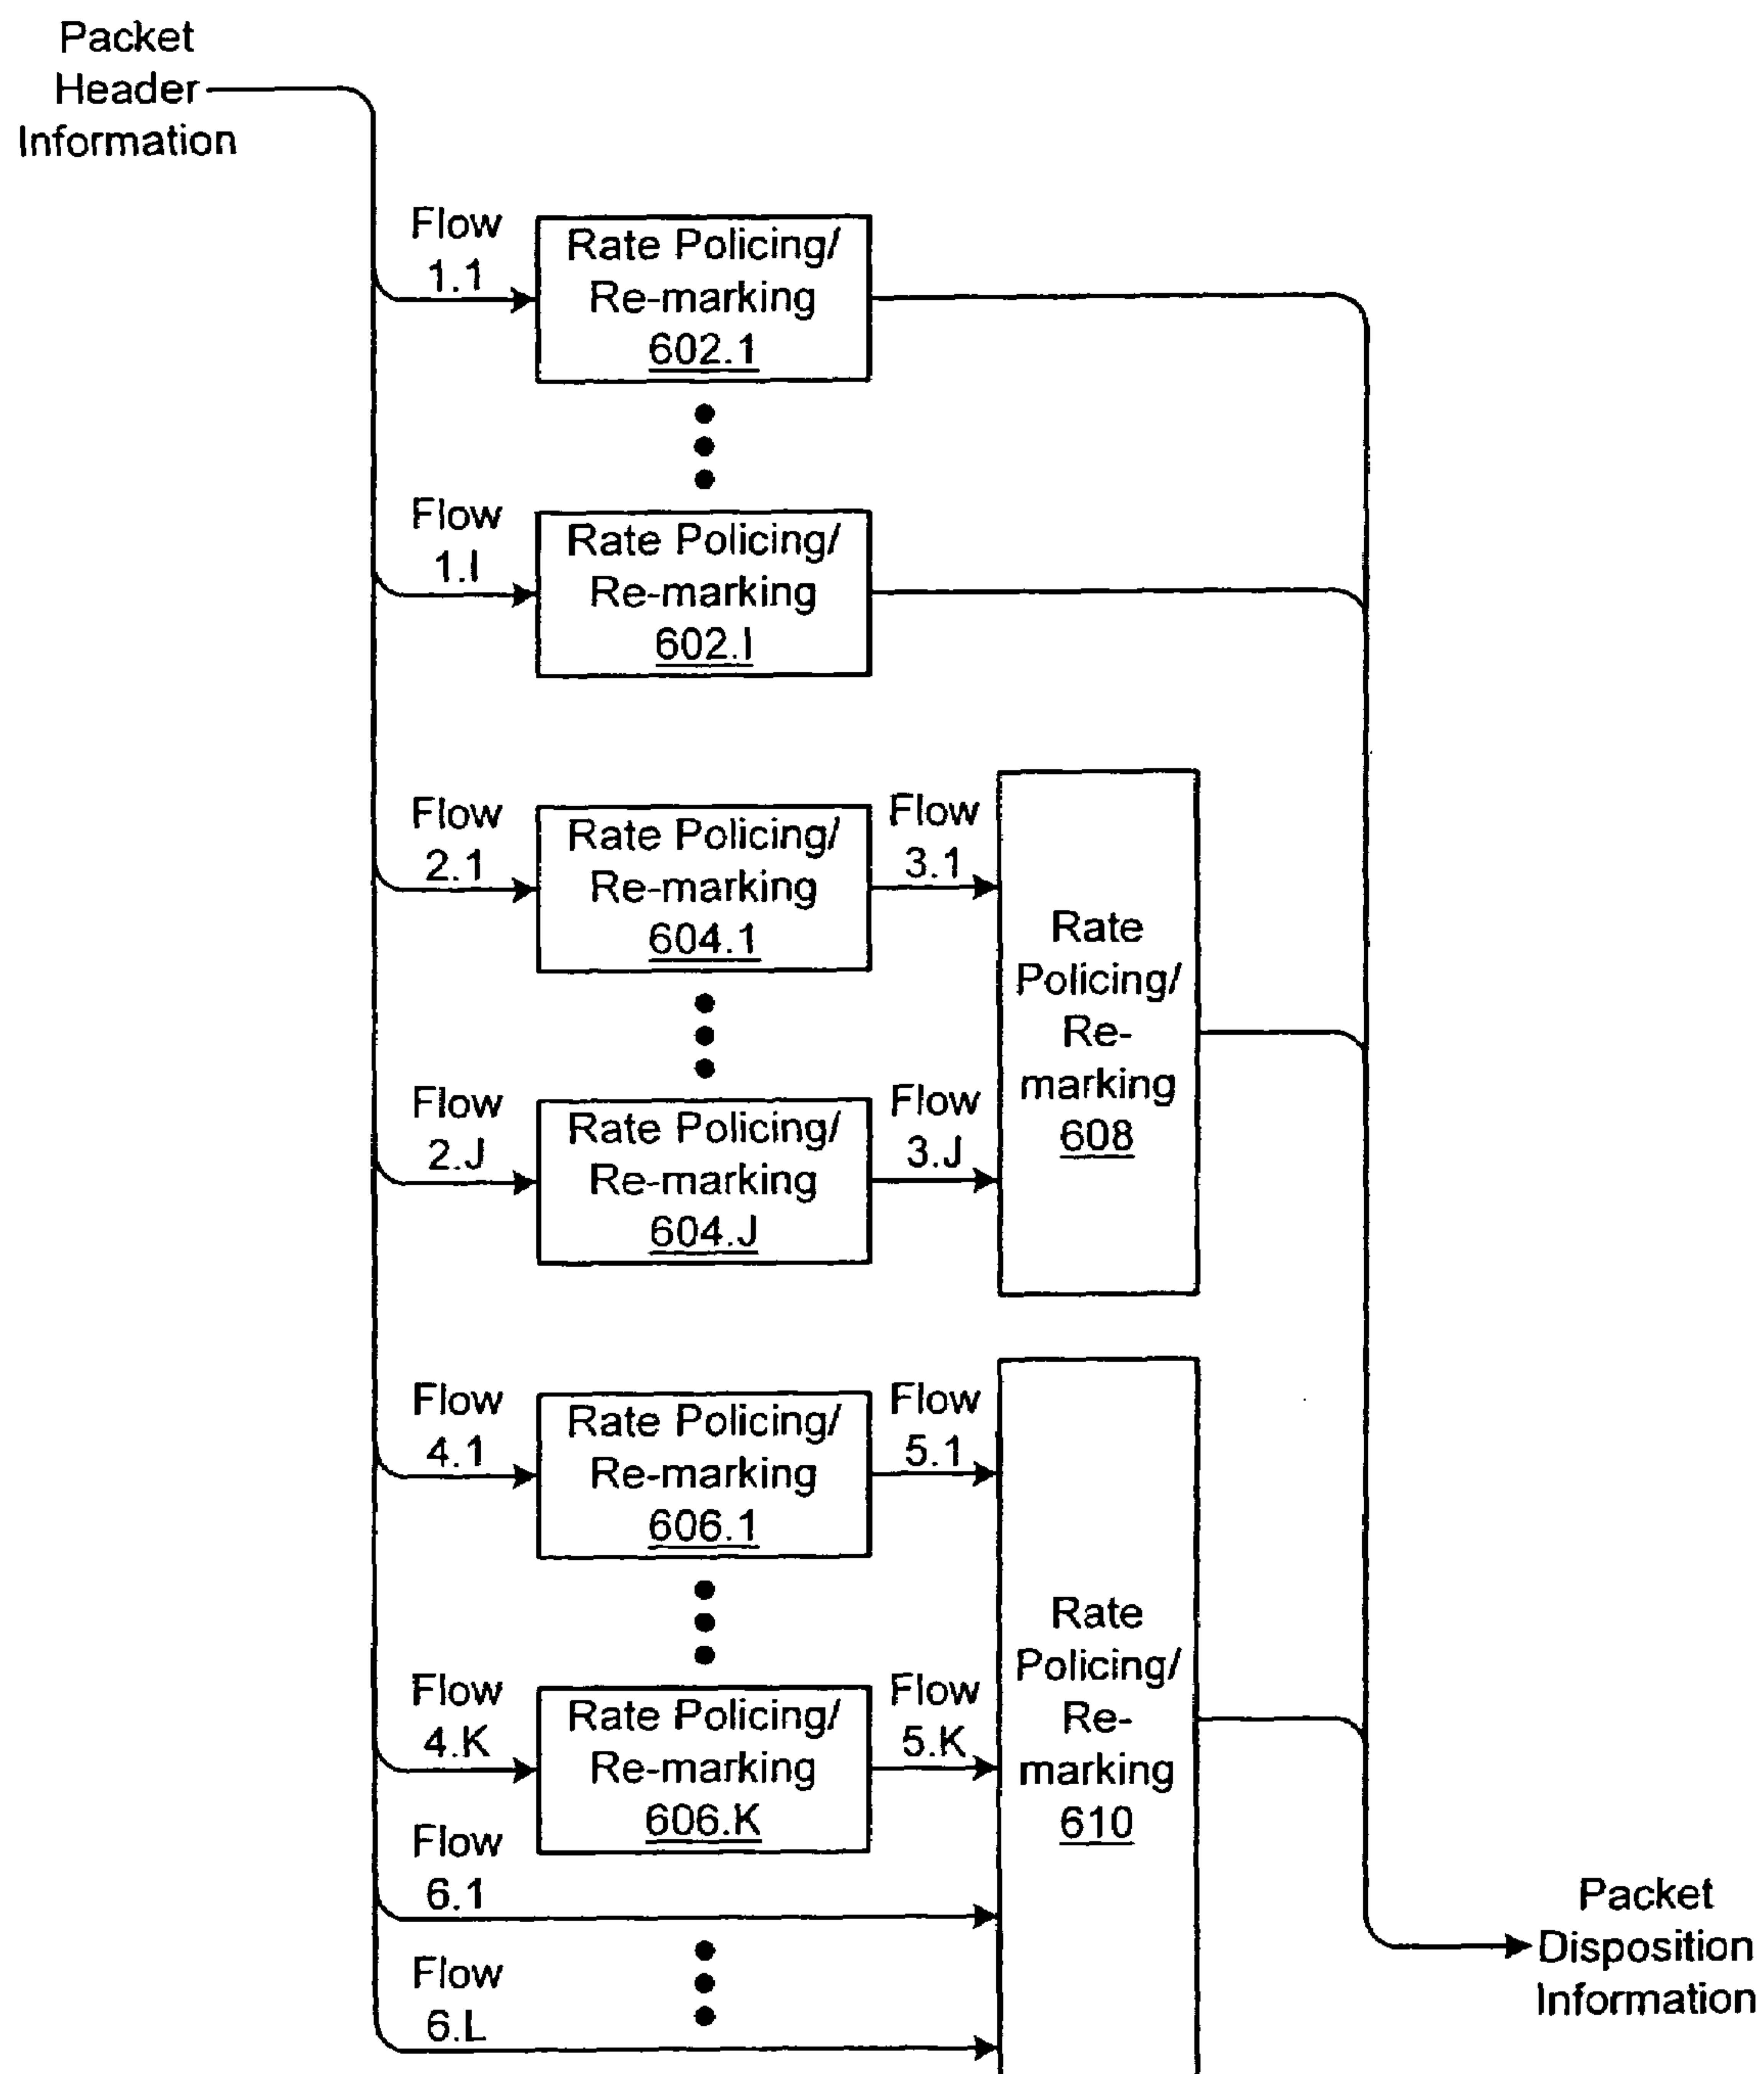 Packet
Header
Information
Flow
1.1
Rate Policing/
Re-marking
602.1
Flow
1.I
Rate Policing/
Re-marking
602.I
Flow
2.1
Rate Policing/
Re-marking
604.1
Flow
3.1
Flow
2.J
Rate Policing/
Re-marking
604.J
Flow
3.J
Rate
Policing/
Re-
marking
608
Flow
4.1
Rate Policing/
Re-marking
606.1
Flow
5.1
Flow
4.K
Rate Policing/
Re-marking
606.K
Flow
5.K
Rate
Policing/
Re-
marking
610
Flow
6.1
Flow
6.L
Packet
Disposition
Information